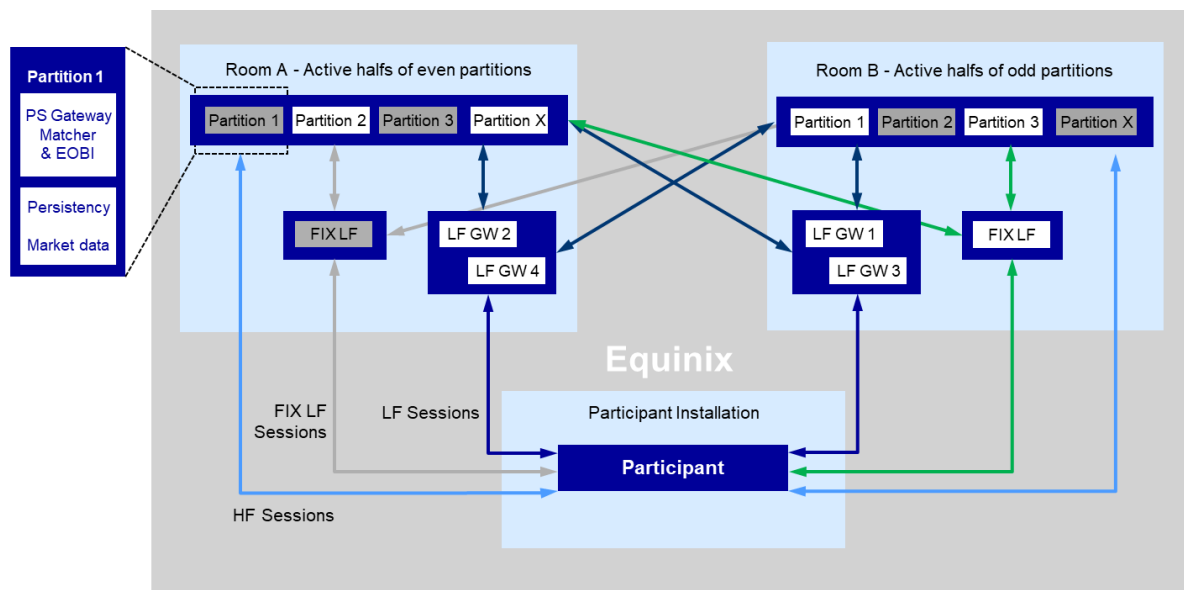 Partition 1
PS Gateway
Matcher
& EOBI
Persistency
Market data
Room A - Active halfs of even partitions
Partition 1
Partition 2
Partition 3
Partition X
FIX LF
LF GW 2
LF GW 4
Room B - Active halfs of odd partitions
Partition 1
Partition 2
Partition 3
Partition X
LF GW 1
LF GW 3
FIX LF
Equinix
FIX LF
Sessions
LF Sessions
HF Sessions
Participant Installation
Participant